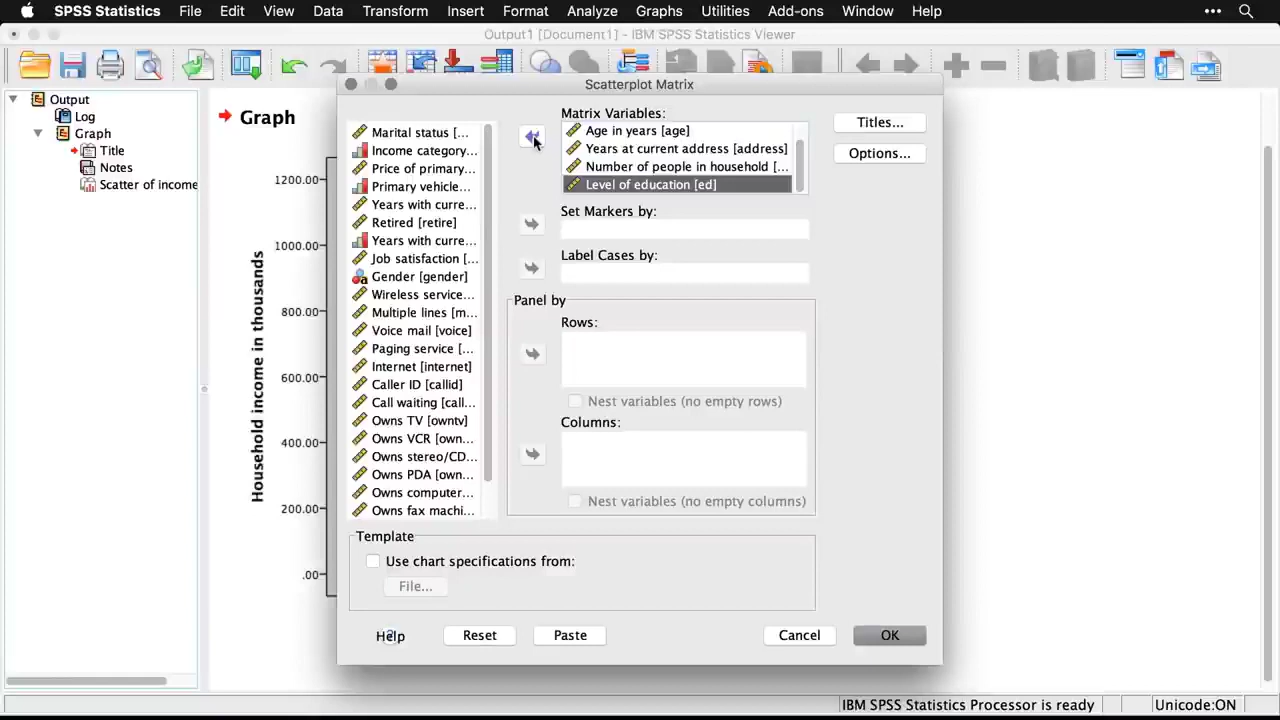 SPSS Statistics File Edit View Data Transform Insert Format Analyze Graphs Utilities Add-ons Window Help
Output1 [Document1] - IBM SPSS Statistics Viewer
Output
Log
Graph
Title
Notes
Scatter of income
Graph
1200.00
1000.00
800.00
600.00
400.00
200.00
.00
Household income in thousands
Scatterplot Matrix
Marital status [...
Income category...
Price of primary...
Primary vehicle...
Years with curre...
Retired [retire]
Years with curre...
Job satisfaction [...
Gender [gender]
Wireless service...
Multiple lines [m...
Voice mail [voice]
Paging service [...
Internet [internet]
Caller ID [callid]
Call waiting [call...
Owns TV [owntv]
Owns VCR [own...
Owns stereo/CD...
Owns PDA [own...
Owns computer...
Owns fax machi...
Matrix Variables:
Age in years [age]
Years at current address [address]
Number of people in household [...
Level of education [ed]
Set Markers by:
Label Cases by:
Panel by
Rows:
Nest variables (no empty rows)
Columns:
Nest variables (no empty columns)
Titles...
Options...
Template
Use chart specifications from:
File...
Help
Reset
Paste
Cancel
OK
IBM SPSS Statistics Processor is ready
Unicode:ON